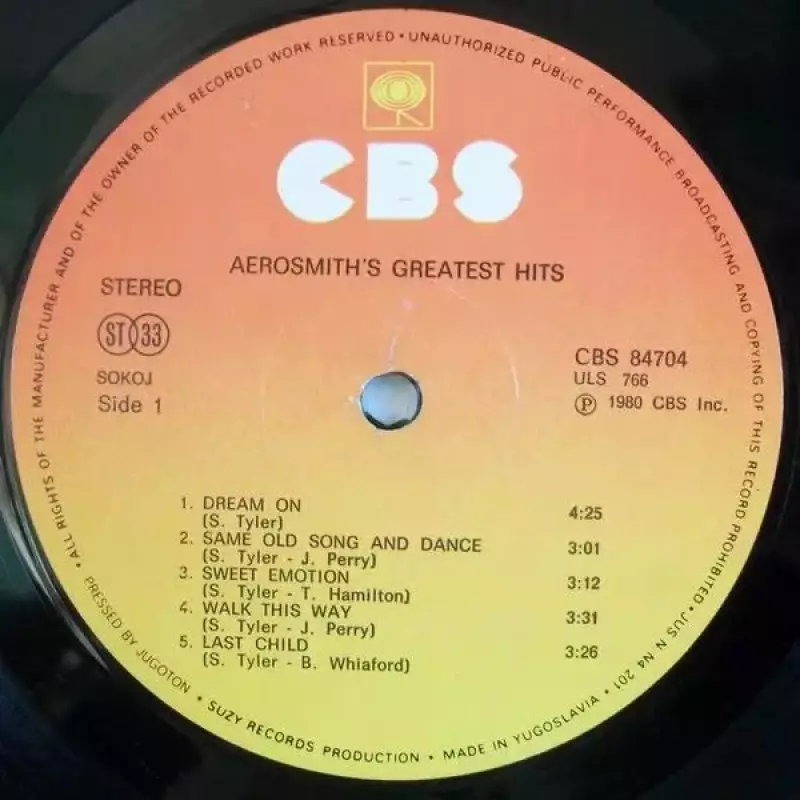 • ALL RIGHTS OF THE MANUFACTURER AND OF THE OWNER OF THE RECORDED WORK RESERVED • UNAUTHORIZED PUBLIC PERFORMANCE BROADCASTING AND COPYING OF THIS RECORD PROHIBITED • JUS N N4 201 •
CBS
AEROSMITH'S GREATEST HITS
STEREO
ST 33
SOKOJ
Side 1
CBS 84704
ULS 766
Ⓟ 1980 CBS Inc.
1. DREAM ON 4:25
(S. Tyler)
2. SAME OLD SONG AND DANCE 3:01
(S. Tyler - J. Perry)
3. SWEET EMOTION 3:12
(S. Tyler - T. Hamilton)
4. WALK THIS WAY 3:31
(S. Tyler - J. Perry)
5. LAST CHILD 3:26
(S. Tyler - B. Whiaford)
PRESSED BY JUGOTON • SUZY RECORDS PRODUCTION • MADE IN YUGOSLAVIA